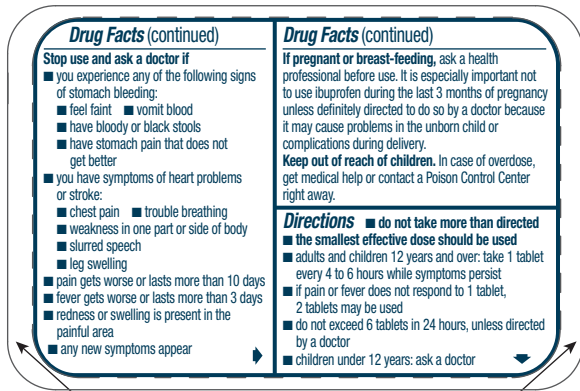 Drug Facts (continued)
Stop use and ask a doctor if
■ you experience any of the following signs
of stomach bleeding:
■ feel faint ■ vomit blood
■ have bloody or black stools
■ have stomach pain that does not
get better
■ you have symptoms of heart problems
or stroke:
■ chest pain ■ trouble breathing
■ weakness in one part or side of body
■ slurred speech
■ leg swelling
■ pain gets worse or lasts more than 10 days
■ fever gets worse or lasts more than 3 days
■ redness or swelling is present in the
painful area
■ any new symptoms appear
Drug Facts (continued)
If pregnant or breast-feeding, ask a health
professional before use. It is especially important not
to use ibuprofen during the last 3 months of pregnancy
unless definitely directed to do so by a doctor because
it may cause problems in the unborn child or
complications during delivery.
Keep out of reach of children. In case of overdose,
get medical help or contact a Poison Control Center
right away.
Directions ■ do not take more than directed
■ the smallest effective dose should be used
■ adults and children 12 years and over: take 1 tablet
every 4 to 6 hours while symptoms persist
■ if pain or fever does not respond to 1 tablet,
2 tablets may be used
■ do not exceed 6 tablets in 24 hours, unless directed
by a doctor
■ children under 12 years: ask a doctor